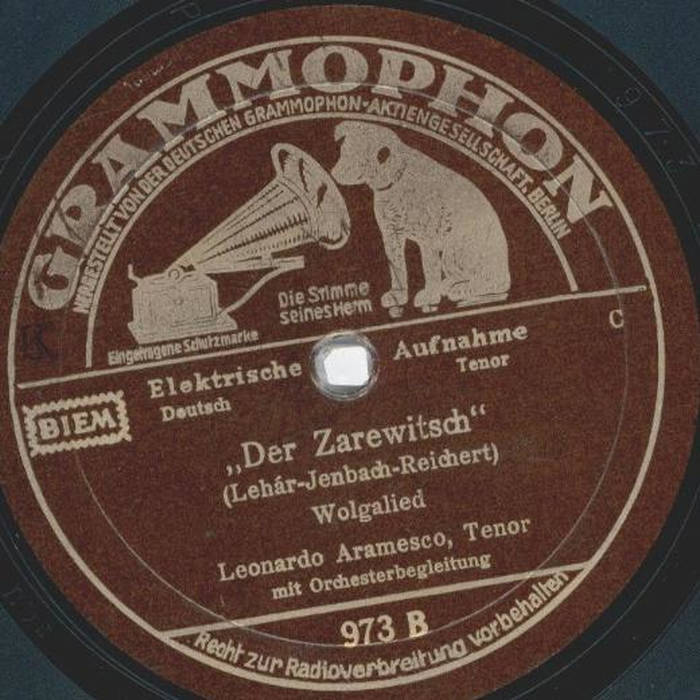 GRAMMOPHON
NEUGESTELLT VON DER DEUTSCHEN GRAMMOPHON-AKTIENGESELLSCHAFT, BERLIN
Die Stimme
seines Herrn
Eingetragene Schutzmarke
C
Elektrische Aufnahme
Deutsch Tenor
BIEM
„Der Zarewitsch“
(Lehár-Jenbach-Reichert)
Wolgalied
Leonardo Aramesco, Tenor
mit Orchesterbegleitung
973 B
Recht zur Radioverbreitung vorbehalten